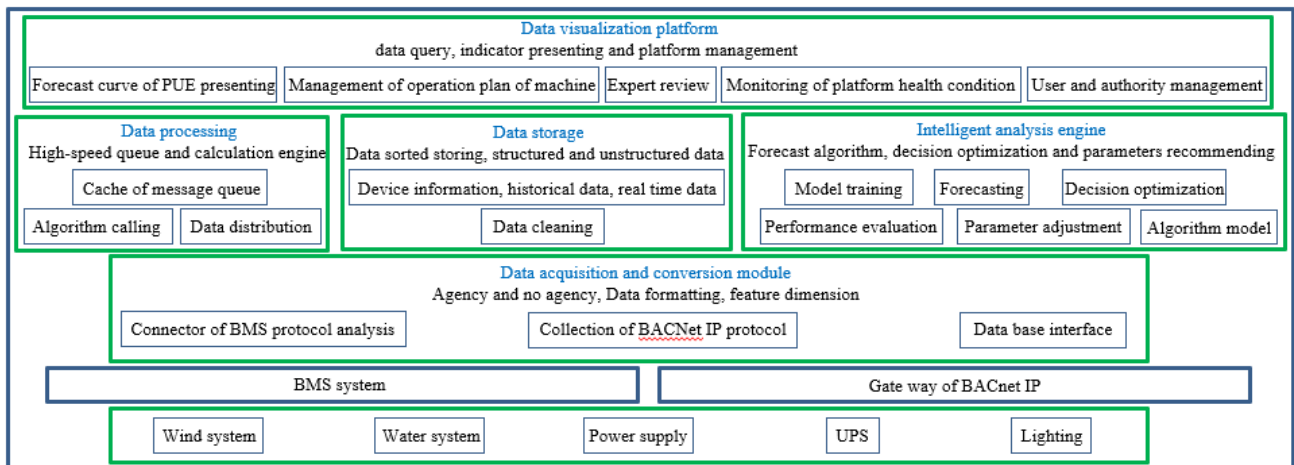 Data visualization platform
data query, indicator presenting and platform management
Forecast curve of PUE presenting
Management of operation plan of machine
Expert review
Monitoring of platform health condition
User and authority management
Data processing
High-speed queue and calculation engine
Cache of message queue
Algorithm calling
Data distribution
Data storage
Data sorted storing, structured and unstructured data
Device information, historical data, real time data
Data cleaning
Intelligent analysis engine
Forecast algorithm, decision optimization and parameters recommending
Model training
Forecasting
Decision optimization
Performance evaluation
Parameter adjustment
Algorithm model
Data acquisition and conversion module
Agency and no agency, Data formatting, feature dimension
Connector of BMS protocol analysis
Collection of BACNet IP protocol
Data base interface
BMS system
Gate way of BACnet IP
Wind system
Water system
Power supply
UPS
Lighting